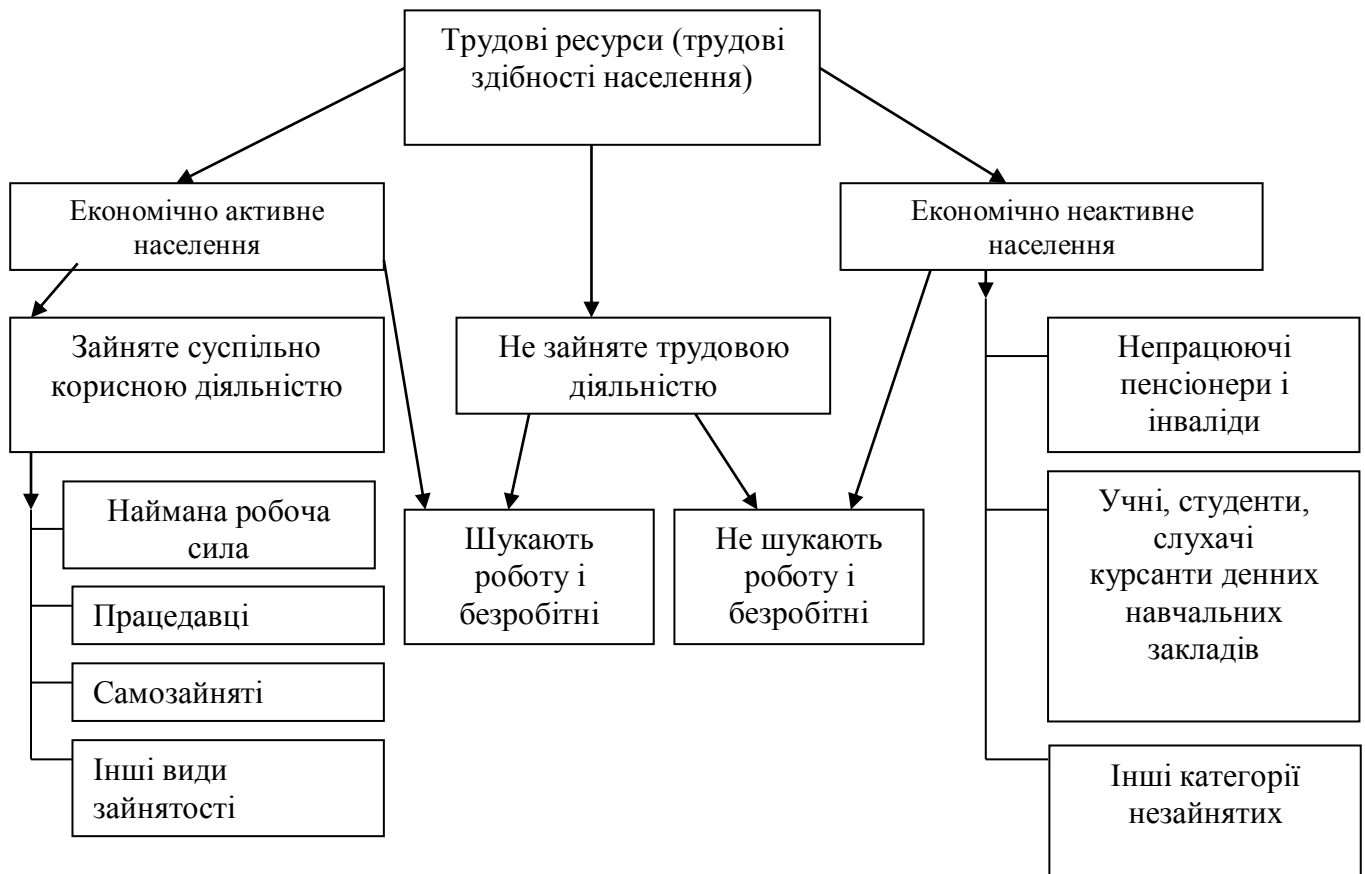 Трудові ресурси (трудові
здібності населення)
Економічно активне
населення
Економічно неактивне
населення
Зайняте суспільно
корисною діяльністю
Не зайняте трудовою
діяльністю
Непрацюючі
пенсіонери і
інваліди
Наймана робоча
сила
Працедавці
Самозайняті
Інші види
зайнятості
Шукають
роботу і
безробітні
Не шукають
роботу і
безробітні
Учні, студенти,
слухачі
курсанти денних
навчальних
закладів
Інші категорії
незайнятих